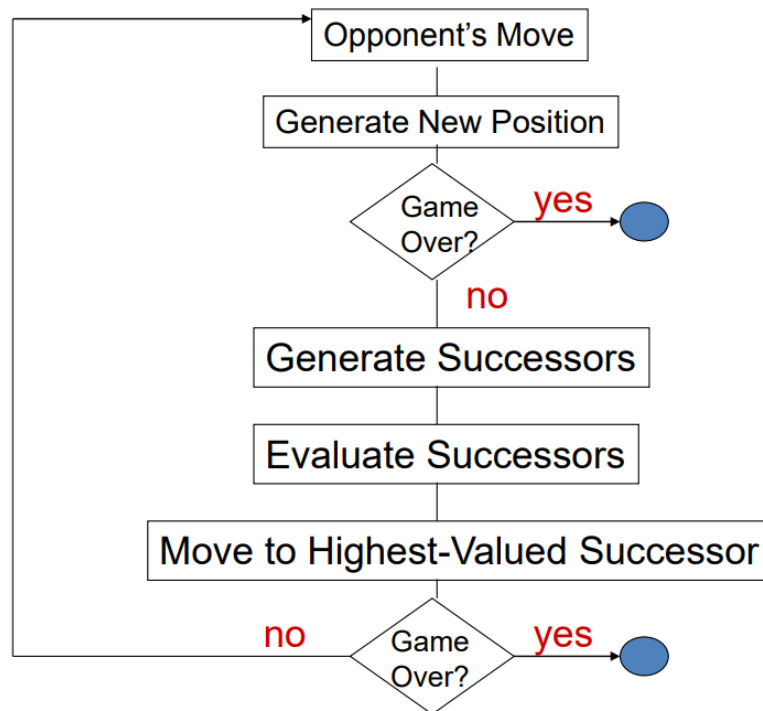 Opponent’s Move
Generate New Position
Game
Over?
yes
no
Generate Successors
Evaluate Successors
Move to Highest-Valued Successor
no
Game
Over?
yes